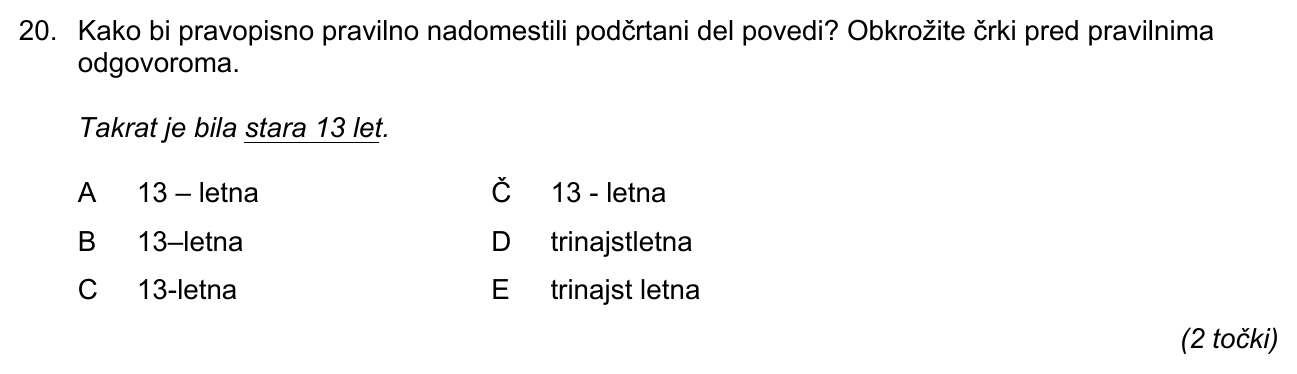 20. Kako bi pravopisno pravilno nadomestili podčrtani del povedi? Obkrožite črki pred pravilnima
odgovoroma.
Takrat je bila stara 13 let.
A 13 – letna
B 13–letna
C 13-letna
Č 13 - letna
D trinajstletna
E trinajst letna
(2 točki)